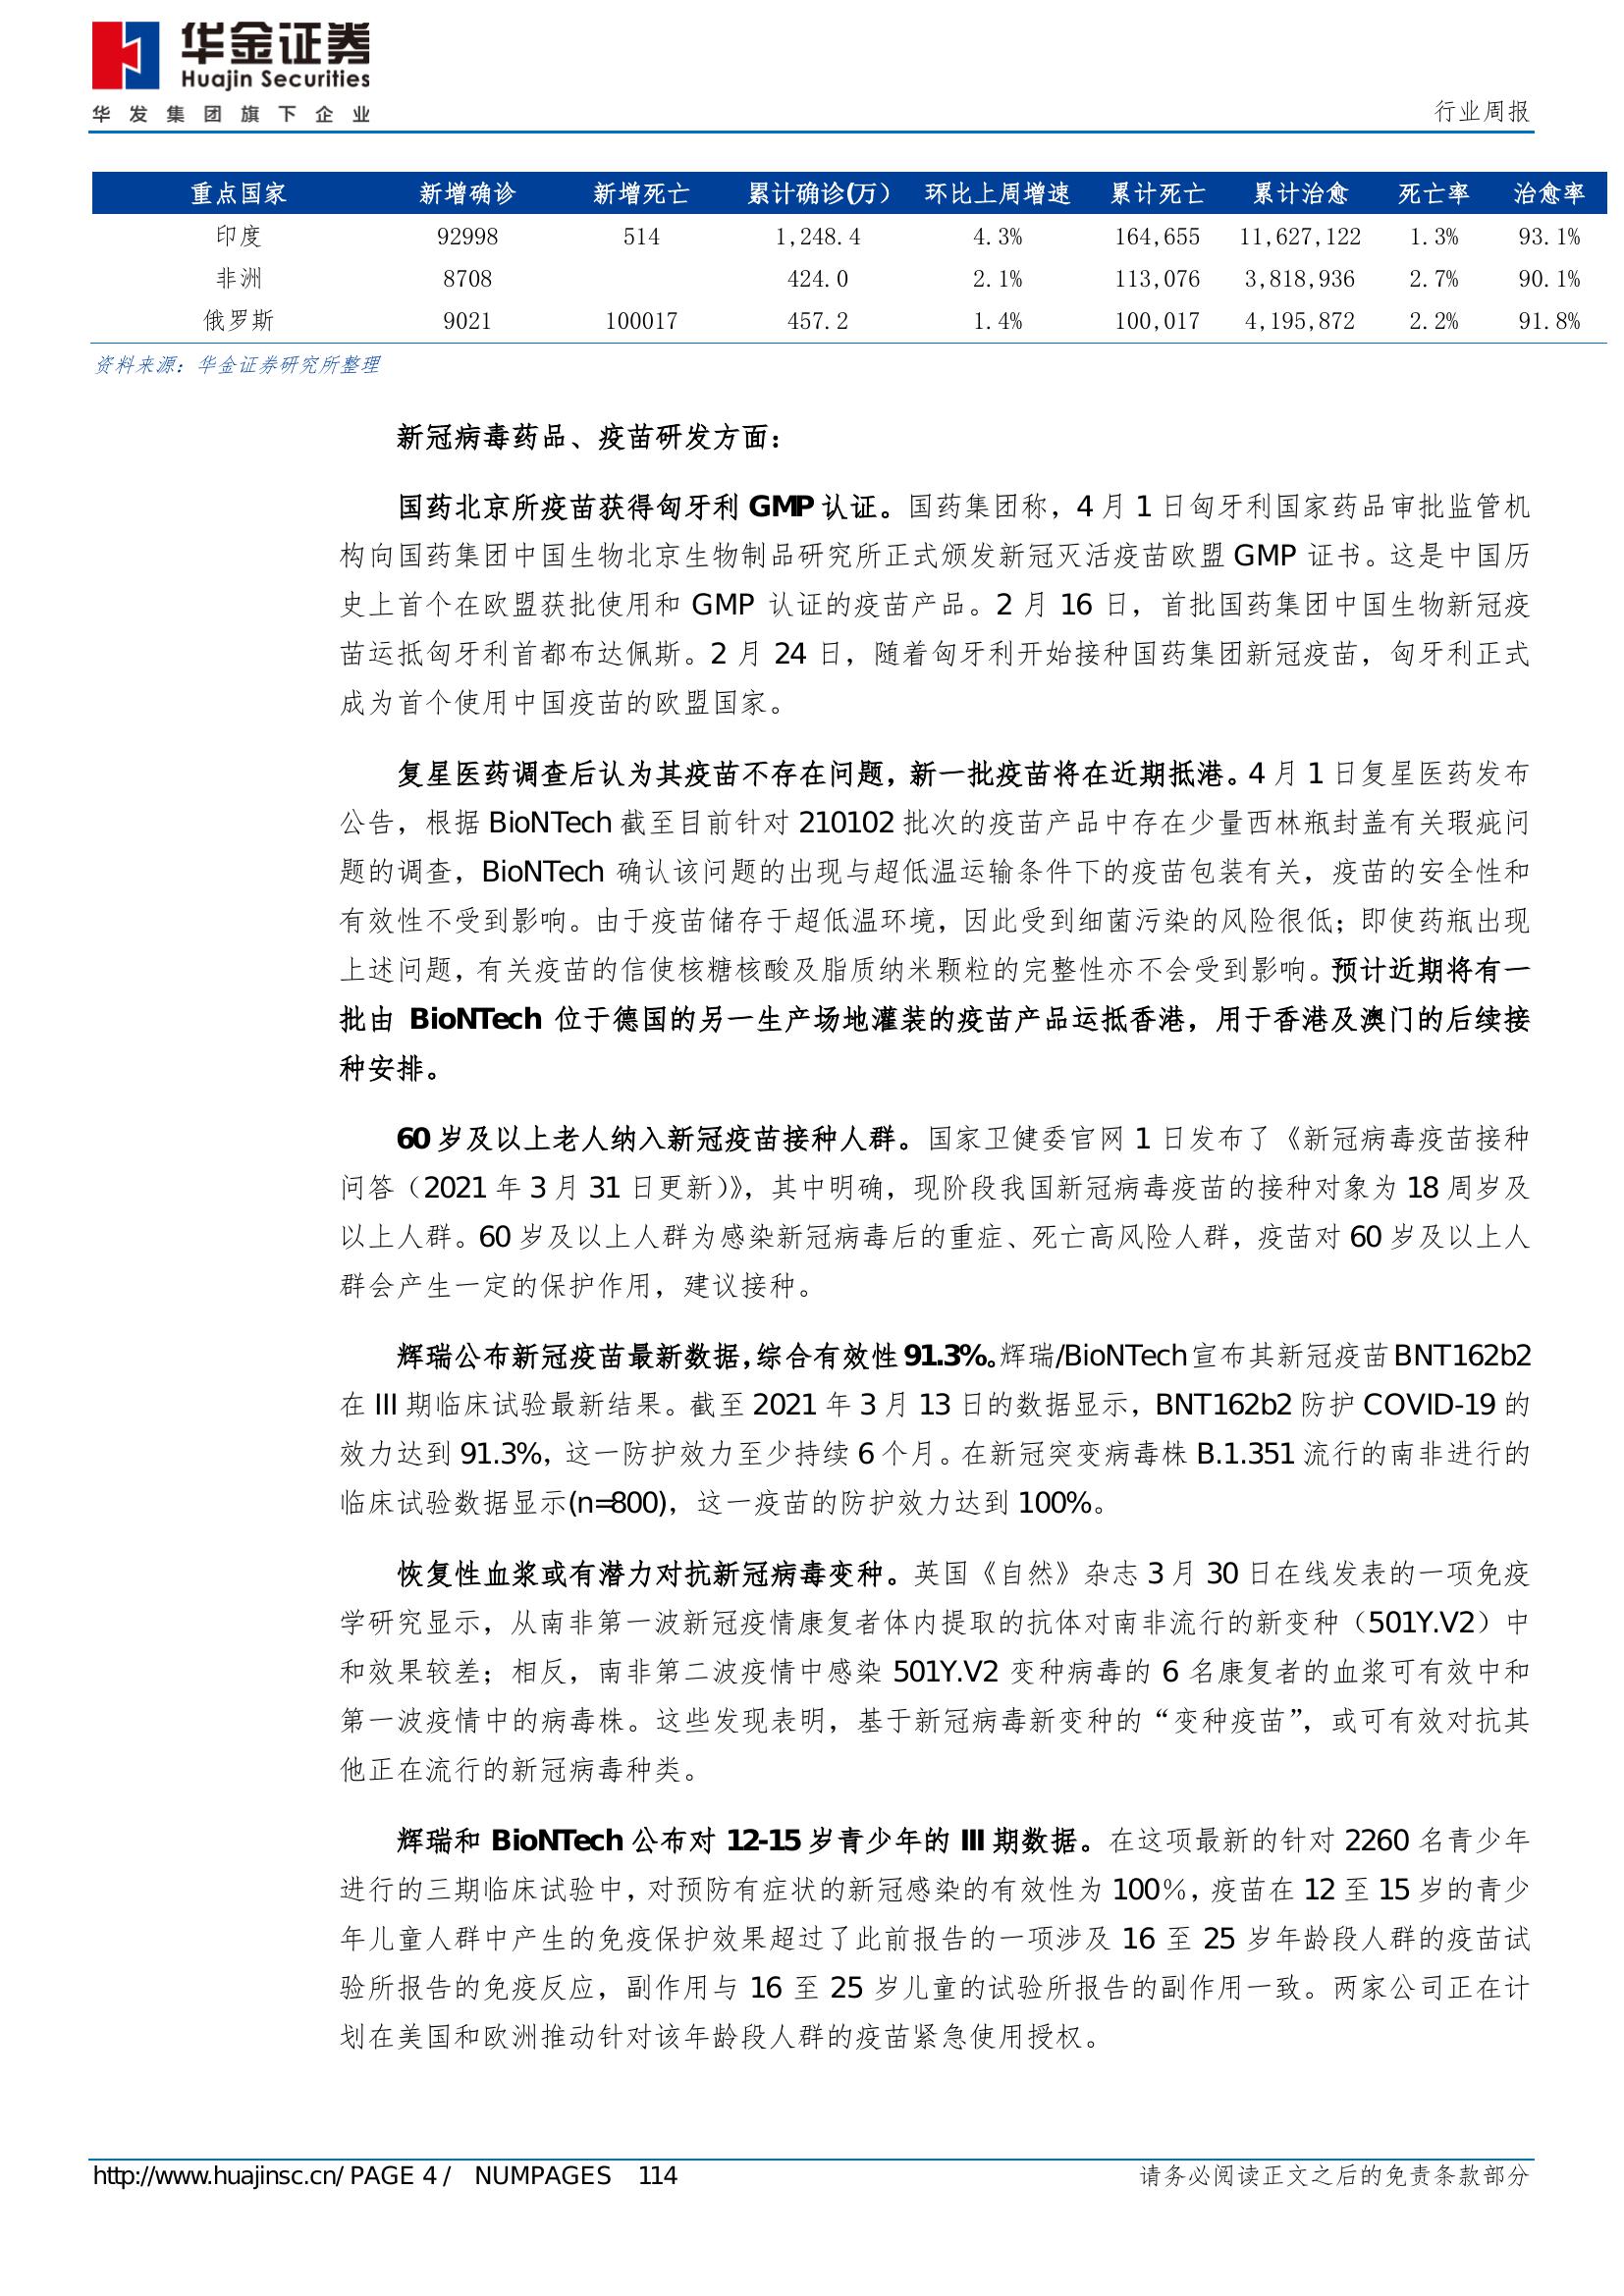 华金证券
Huajin Securities
华发集团旗下企业
行业周报
重点国家 新增确诊 新增死亡 累计确诊(万） 环比上周增速 累计死亡 累计治愈 死亡率 治愈率
印度 92998 514 1,248.4 4.3% 164,655 11,627,122 1.3% 93.1%
非洲 8708 424.0 2.1% 113,076 3,818,936 2.7% 90.1%
俄罗斯 9021 100017 457.2 1.4% 100,017 4,195,872 2.2% 91.8%
资料来源：华金证券研究所整理
新冠病毒药品、疫苗研发方面：
国药北京所疫苗获得匈牙利 GMP 认证。国药集团称，4 月 1 日匈牙利国家药品审批监管机
构向国药集团中国生物北京生物制品研究所正式颁发新冠灭活疫苗欧盟 GMP 证书。这是中国历
史上首个在欧盟获批使用和 GMP 认证的疫苗产品。2 月 16 日，首批国药集团中国生物新冠疫
苗运抵匈牙利首都布达佩斯。2 月 24 日，随着匈牙利开始接种国药集团新冠疫苗，匈牙利正式
成为首个使用中国疫苗的欧盟国家。
复星医药调查后认为其疫苗不存在问题，新一批疫苗将在近期抵港。4 月 1 日复星医药发布
公告，根据 BioNTech 截至目前针对 210102 批次的疫苗产品中存在少量西林瓶封盖有关瑕疵问
题的调查，BioNTech 确认该问题的出现与超低温运输条件下的疫苗包装有关，疫苗的安全性和
有效性不受到影响。由于疫苗储存于超低温环境，因此受到细菌污染的风险很低；即使药瓶出现
上述问题，有关疫苗的信使核糖核酸及脂质纳米颗粒的完整性亦不会受到影响。预计近期将有一
批由 BioNTech 位于德国的另一生产场地灌装的疫苗产品运抵香港，用于香港及澳门的后续接
种安排。
60 岁及以上老人纳入新冠疫苗接种人群。国家卫健委官网 1 日发布了《新冠病毒疫苗接种
问答（2021 年 3 月 31 日更新)》，其中明确，现阶段我国新冠病毒疫苗的接种对象为 18 周岁及
以上人群。60 岁及以上人群为感染新冠病毒后的重症、死亡高风险人群，疫苗对 60 岁及以上人
群会产生一定的保护作用，建议接种。
辉瑞公布新冠疫苗最新数据，综合有效性 91.3%。辉瑞/BioNTech 宣布其新冠疫苗 BNT162b2
在 III 期临床试验最新结果。截至 2021 年 3 月 13 日的数据显示，BNT162b2 防护 COVID-19 的
效力达到 91.3%，这一防护效力至少持续 6 个月。在新冠突变病毒株 B.1.351 流行的南非进行的
临床试验数据显示(n=800)，这一疫苗的防护效力达到 100%。
恢复性血浆或有潜力对抗新冠病毒变种。英国《自然》杂志 3 月 30 日在线发表的一项免疫
学研究显示，从南非第一波新冠疫情康复者体内提取的抗体对南非流行的新变种（501Y.V2）中
和效果较差；相反，南非第二波疫情中感染 501Y.V2 变种病毒的 6 名康复者的血浆可有效中和
第一波疫情中的病毒株。这些发现表明，基于新冠病毒新变种的“变种疫苗”，或可有效对抗其
他正在流行的新冠病毒种类。
辉瑞和 BioNTech 公布对 12-15 岁青少年的 III 期数据。在这项最新的针对 2260 名青少年
进行的三期临床试验中，对预防有症状的新冠感染的有效性为 100％，疫苗在 12 至 15 岁的青少
年儿童人群中产生的免疫保护效果超过了此前报告的一项涉及 16 至 25 岁年龄段人群的疫苗试
验所报告的免疫反应，副作用与 16 至 25 岁儿童的试验所报告的副作用一致。两家公司正在计
划在美国和欧洲推动针对该年龄段人群的疫苗紧急使用授权。
http://www.huajinsc.cn/ PAGE 4 / NUMPAGES 114
请务必阅读正文之后的免责条款部分